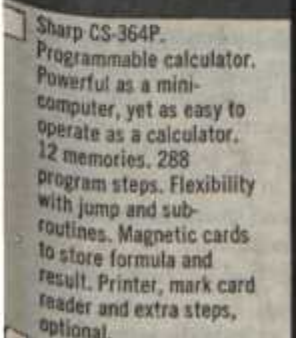 Sharp CS-364P.
Programmable calculator.
Powerful as a mini-
computer, yet as easy to
operate as a calculator.
12 memories. 288
program steps. Flexibility
with jump and sub-
routines. Magnetic cards
to store formula and
result. Printer, mark card
reader and extra steps,
optional.